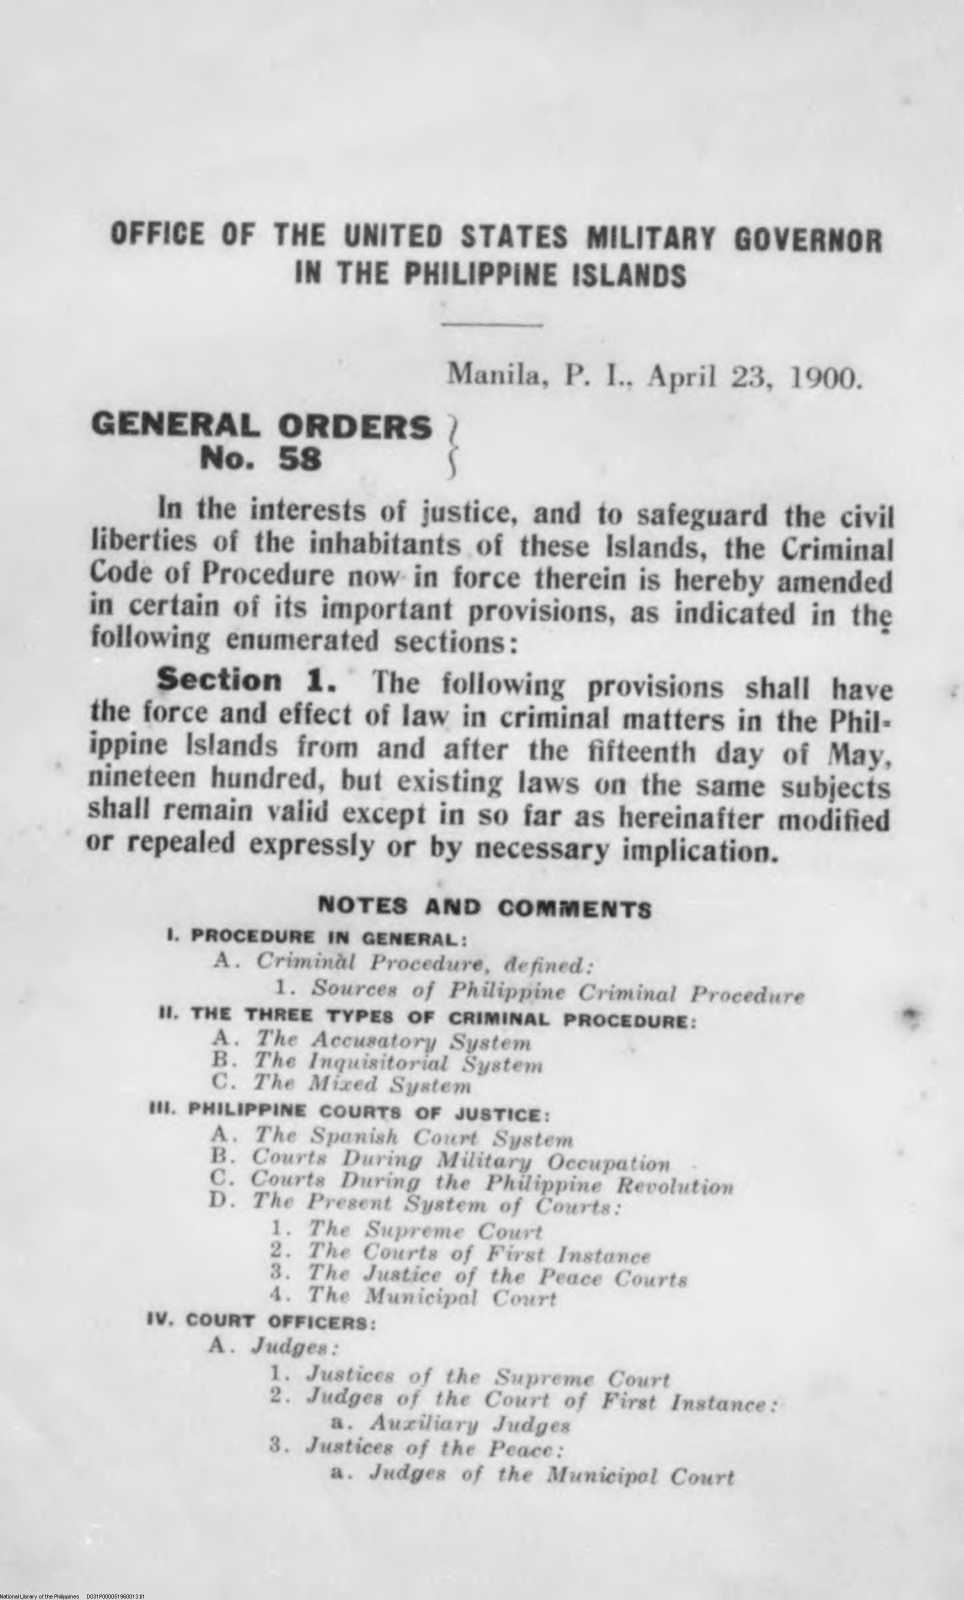 OFFICE OF THE UNITED STATES MILITARY GOVERNOR
IN THE PHILIPPINE ISLANDS
Manila, P. I., April 23, 1900.
GENERAL ORDERS
No. 58
In the interests of justice, and to safeguard the civil
liberties of the inhabitants of these Islands, the Criminal
Code of Procedure now in force therein is hereby amended
in certain of its important provisions, as indicated in the
following enumerated sections:
Section 1. The following provisions shall have
the force and effect of law in criminal matters in the Phil-
ippine Islands from and after the fifteenth day of May,
nineteen hundred, but existing laws on the same subjects
shall remain valid except in so far as hereinafter modified
or repealed expressly or by necessary implication.
NOTES AND COMMENTS
I. PROCEDURE IN GENERAL:
A. Criminal Procedure, defined:
1. Sources of Philippine Criminal Procedure
II. THE THREE TYPES OF CRIMINAL PROCEDURE:
A. The Accusatory System
B. The Inquisitorial System
C. The Mixed System
III. PHILIPPINE COURTS OF JUSTICE:
A. The Spanish Court System
B. Courts During Military Occupation
C. Courts During the Philippine Revolution
D. The Present System of Courts:
1. The Supreme Court
2. The Courts of First Instance
3. The Justice of the Peace Courts
4. The Municipal Court
IV. COURT OFFICERS:
A. Judges:
1. Justices of the Supreme Court
2. Judges of the Court of First Instance:
a. Auxiliary Judges
3. Justices of the Peace:
a. Judges of the Municipal Court
National Library of the Philippines